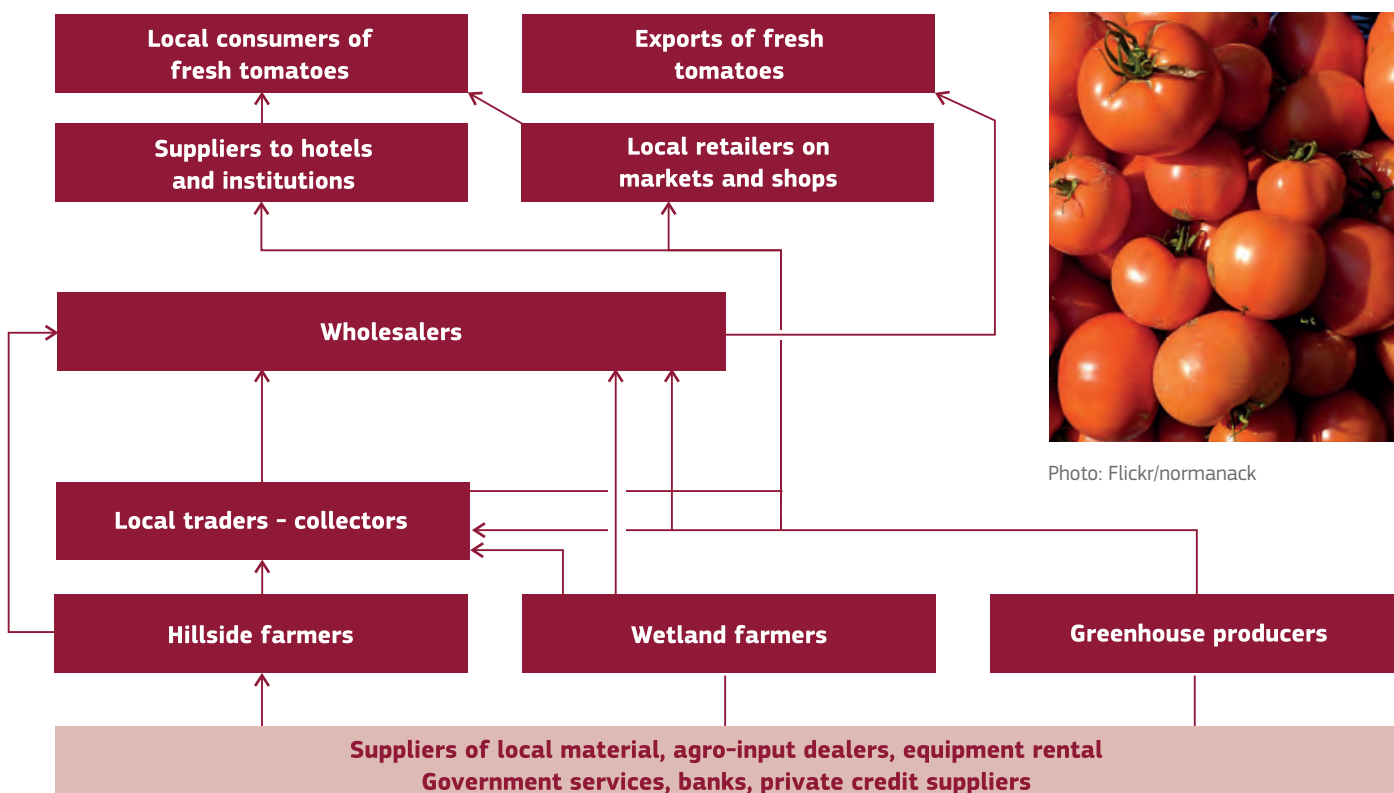 Local consumers of
fresh tomatoes
Exports of fresh
tomatoes
Suppliers to hotels
and institutions
Local retailers on
markets and shops
Wholesalers
Photo: Flickr/normanack
Local traders - collectors
Hillside farmers
Wetland farmers
Greenhouse producers
Suppliers of local material, agro-input dealers, equipment rental
Government services, banks, private credit suppliers